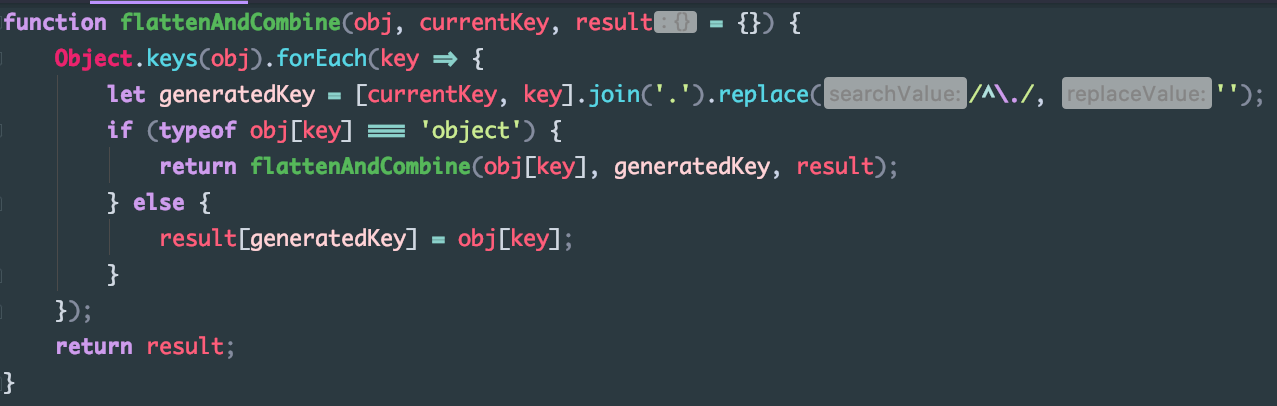 function flattenAndCombine(obj, currentKey, result : {} = {}) {
    Object.keys(obj).forEach(key => {
        let generatedKey = [currentKey, key].join('.').replace( searchValue: /^\./, replaceValue: '');
        if (typeof obj[key] === 'object') {
            return flattenAndCombine(obj[key], generatedKey, result);
        } else {
            result[generatedKey] = obj[key];
        }
    });
    return result;
}